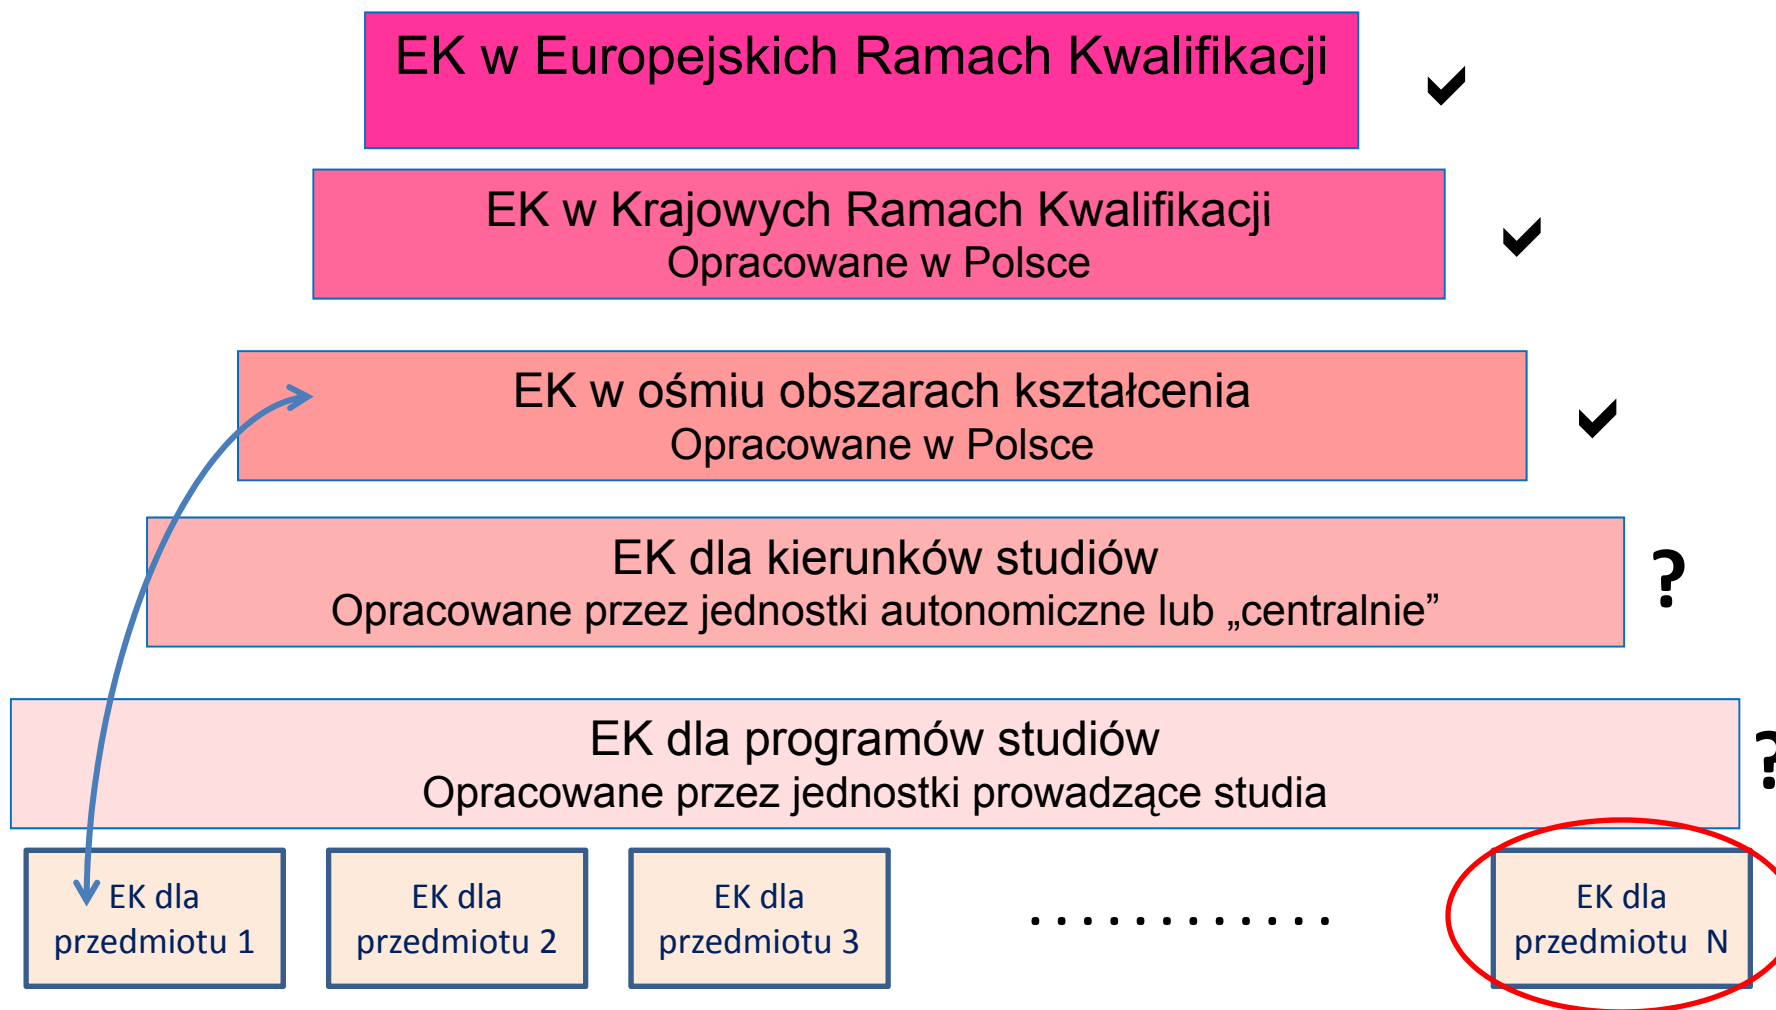 EK w Europejskich Ramach Kwalifikacji
EK w Krajowych Ramach Kwalifikacji
Opracowane w Polsce
EK w ośmiu obszarach kształcenia
Opracowane w Polsce
EK dla kierunków studiów
Opracowane przez jednostki autonomiczne lub „centralnie”
?
EK dla programów studiów
Opracowane przez jednostki prowadzące studia
?
EK dla
przedmiotu 1
EK dla
przedmiotu 2
EK dla
przedmiotu 3
............
EK dla
przedmiotu N